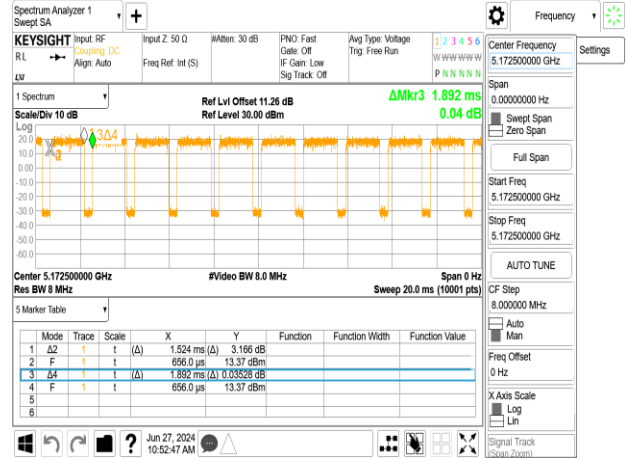 Spectrum Analyzer 1
Swept SA
KEYSIGHT
RL
Input: RF
Coupling: DC
Align: Auto
Input Z: 50 Ω
Freq Ref: Int (S)
#Atten: 30 dB
PNO: Fast
Gate: Off
IF Gain: Low
Sig Track: Off
Avg Type: Voltage
Trig: Free Run
1 2 3 4 5 6
W W W W W W
P N N N N N
1 Spectrum
Scale/Div 10 dB
Ref Lvl Offset 11.26 dB
Ref Level 30.00 dBm
ΔMkr3 1.892 ms
0.04 dB
Log
20.0
10.0
0.00
-10.0
-20.0
-30.0
-40.0
-50.0
-60.0
3Δ4
Center 5.172500000 GHz
Res BW 8 MHz
#Video BW 8.0 MHz
Span 0 Hz
Sweep 20.0 ms (10001 pts)
5 Marker Table
Mode Trace Scale X Y Function Function Width Function Value
1 Δ2 1 t (Δ) 1.524 ms (Δ) 3.166 dB
2 F 1 t 656.0 µs 13.37 dBm
3 Δ4 1 t (Δ) 1.892 ms (Δ) 0.03528 dB
4 F 1 t 656.0 µs 13.37 dBm
5
6
Jun 27, 2024
10:52:47 AM
Frequency
Settings
Center Frequency
5.172500000 GHz
Span
0.00000000 Hz
Swept Span
Zero Span
Full Span
Start Freq
5.172500000 GHz
Stop Freq
5.172500000 GHz
AUTO TUNE
CF Step
8.000000 MHz
Auto
Man
Freq Offset
0 Hz
X Axis Scale
Log
Lin
Signal Track
(Span Zoom)